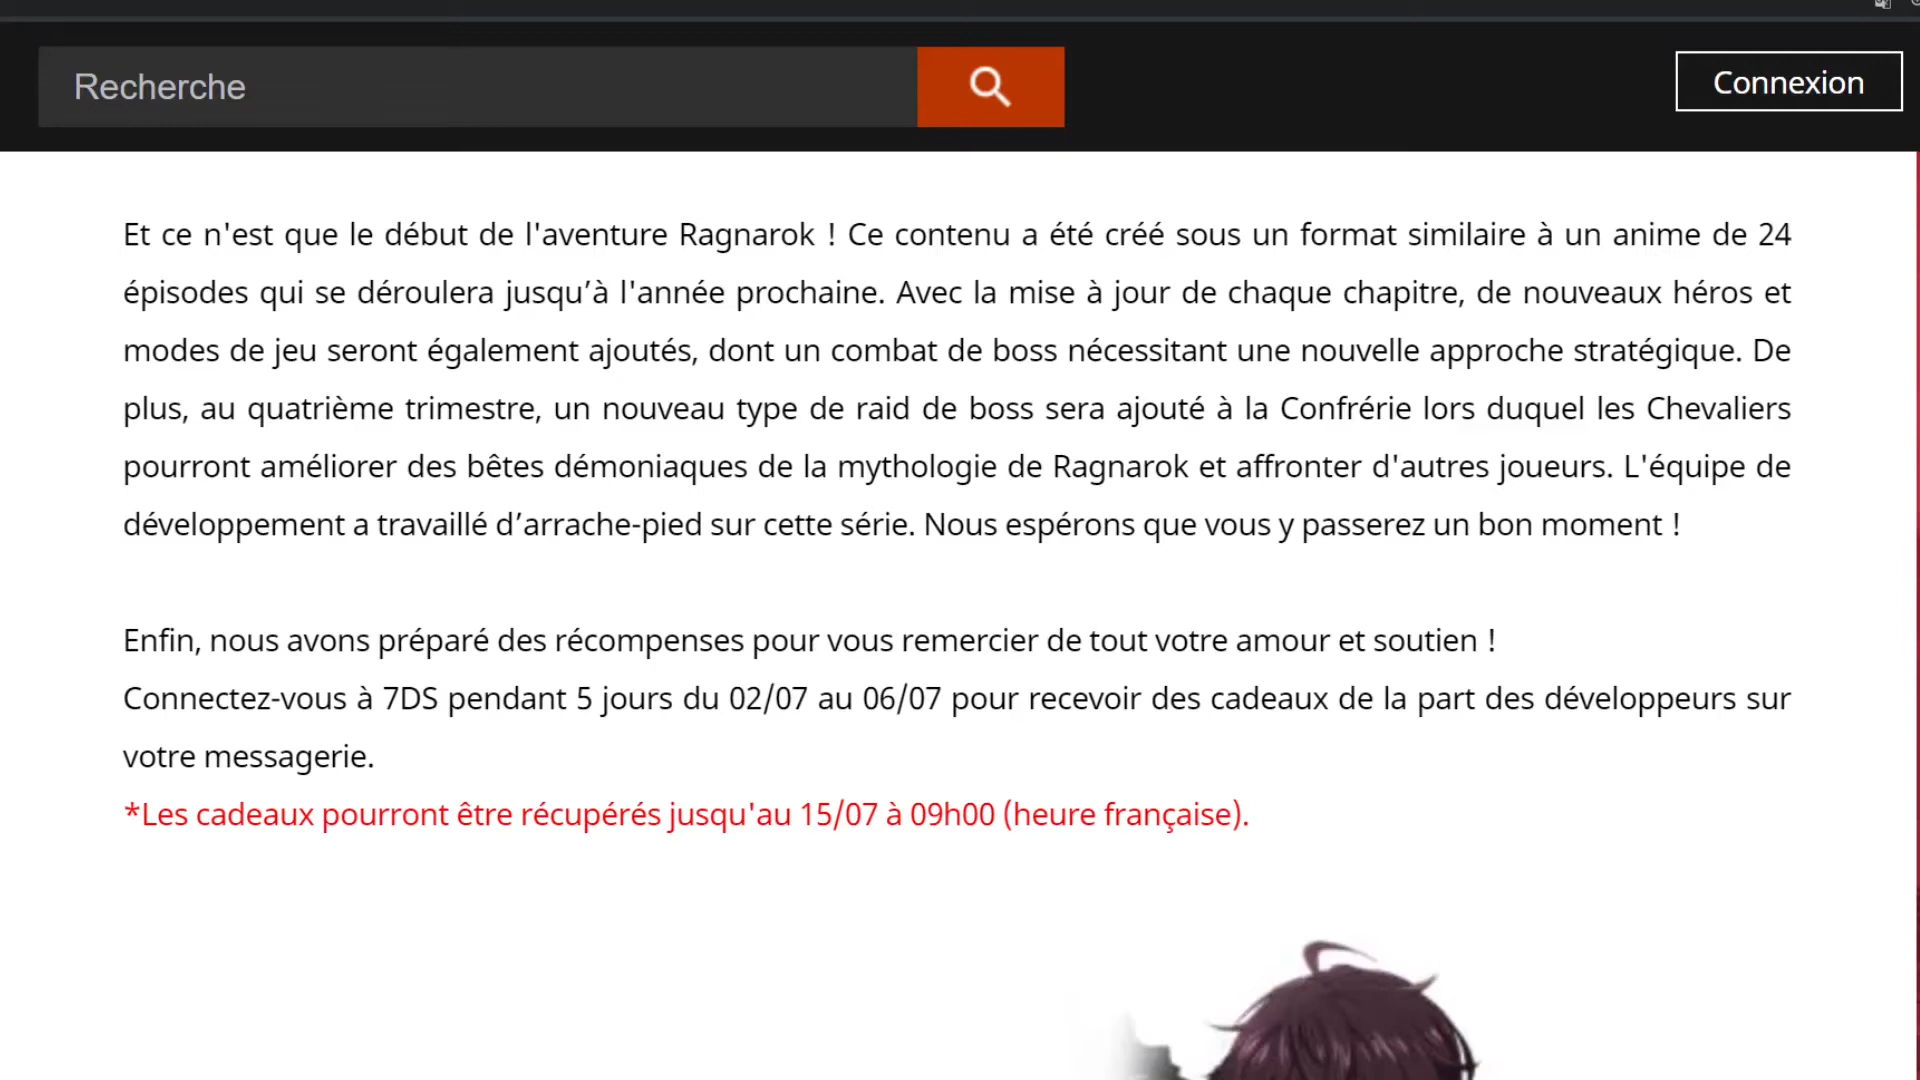 Recherche
Connexion
Et ce n'est que le début de l'aventure Ragnarok ! Ce contenu a été créé sous un format similaire à un anime de 24
épisodes qui se déroulera jusqu’à l'année prochaine. Avec la mise à jour de chaque chapitre, de nouveaux héros et
modes de jeu seront également ajoutés, dont un combat de boss nécessitant une nouvelle approche stratégique. De
plus, au quatrième trimestre, un nouveau type de raid de boss sera ajouté à la Confrérie lors duquel les Chevaliers
pourront améliorer des bêtes démoniaques de la mythologie de Ragnarok et affronter d'autres joueurs. L'équipe de
développement a travaillé d’arrache-pied sur cette série. Nous espérons que vous y passerez un bon moment !
Enfin, nous avons préparé des récompenses pour vous remercier de tout votre amour et soutien !
Connectez-vous à 7DS pendant 5 jours du 02/07 au 06/07 pour recevoir des cadeaux de la part des développeurs sur
votre messagerie.
*Les cadeaux pourront être récupérés jusqu'au 15/07 à 09h00 (heure française).